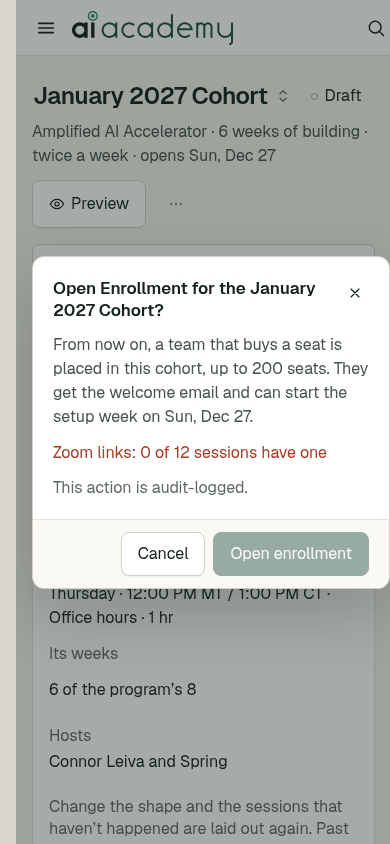 ai academy
January 2027 Cohort
Draft
Amplified AI Accelerator · 6 weeks of building ·
twice a week · opens Sun, Dec 27
Preview
...
Open Enrollment for the January
2027 Cohort?
From now on, a team that buys a seat is
placed in this cohort, up to 200 seats. They
get the welcome email and can start the
setup week on Sun, Dec 27.
Zoom links: 0 of 12 sessions have one
This action is audit-logged.
Cancel
Open enrollment
Thursday · 12:00 PM MT / 1:00 PM CT ·
Office hours · 1 hr
Its weeks
6 of the program’s 8
Hosts
Connor Leiva and Spring
Change the shape and the sessions that
haven’t happened are laid out again. Past